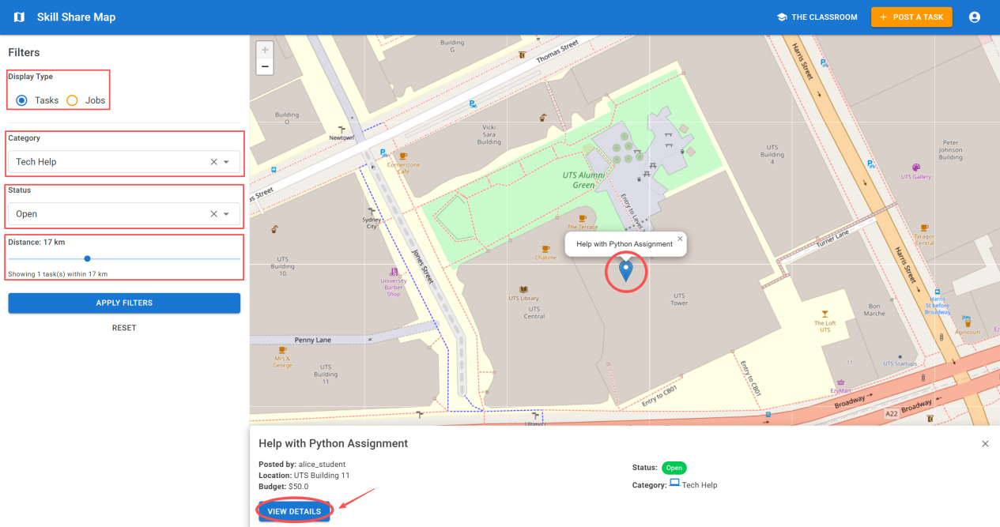 Skill Share Map
THE CLASSROOM
+ POST A TASK
Filters
Display Type
Tasks
Jobs
Category
Tech Help
Status
Open
Distance: 17 km
Showing 1 task(s) within 17 km
APPLY FILTERS
RESET
+
−
Building
G
Thomas Street
Harris Street
Building
O
Newtown
Vicki
Sara
Building
Cornerstone
Cafe
UTS Alumni
Green
UTS
Building
4
Peter
Johnson
Building
UTS Gallery
Entry to Level
Sydney
City
The Terrace
Chatime
Help with Python Assignment
×
Turner Lane
Taragon
Central
Harris Street
UTS
Building
10
Jones Street
University
Barber
Shop
UTS Library
UTS
Central
UTS
Tower
Harris
St before
Broadway
Bon
Marche
The Loft
UTS
Agincourt
Penny Lane
Mrs &
George
UTS
Building
11
11
UTS Startups
Entry to CB01
Entry to CB01
EzyMart
Broadway
A22
Broadway
Help with Python Assignment
Posted by: alice_student
Location: UTS Building 11
Budget: $50.0
Status: Open
Category: Tech Help
VIEW DETAILS